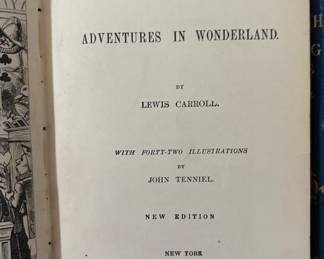 ADVENTURES IN WONDERLAND.
BY
LEWIS CARROLL.
WITH FORTY-TWO ILLUSTRATIONS
BY
JOHN TENNIEL.
NEW EDITION
NEW YORK
H
G